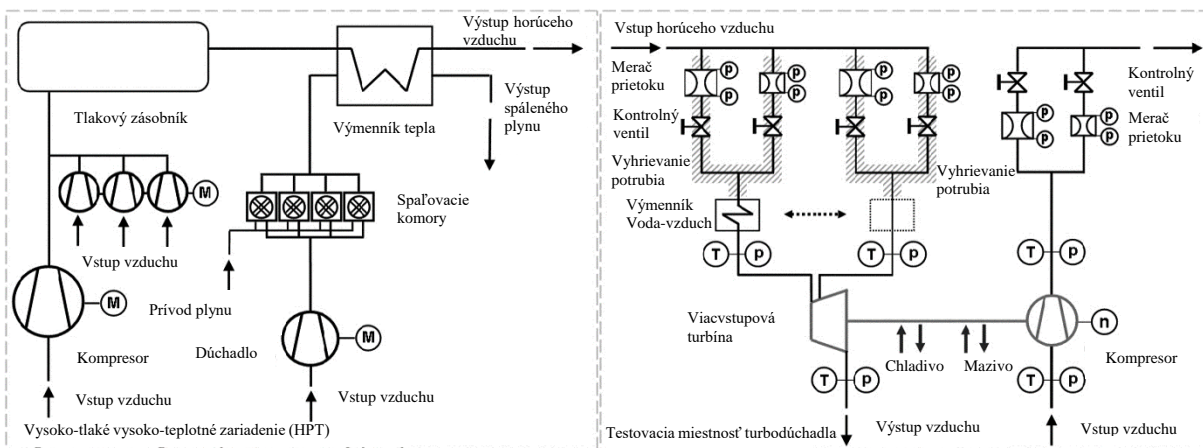 Výstup horúceho
vzduchu
Výstup
spáleného
plynu
Tlakový zásobník
Výmenník tepla
M
Spaľovacie
komory
Vstup vzduchu
M
Prívod plynu
Kompresor
Dúchadlo
M
Vstup vzduchu
Vstup vzduchu
Vysoko-tlaké vysoko-teplotné zariadenie (HPT)
Vstup horúceho vzduchu
Merač
prietoku
p p p p
p p p p
Kontrolný
ventil
Kontrolný
ventil
Merač
prietoku
p p
p p
Vyhrievanie
potrubia
Vyhrievanie
potrubia
Výmenník
Voda-vzduch
T p
T p
T p
Viacvstupová
turbína
n
Chladivo
Mazivo
Kompresor
T p
T p
Testovacia miestnosť turbodúchadla
Výstup vzduchu
Vstup vzduchu